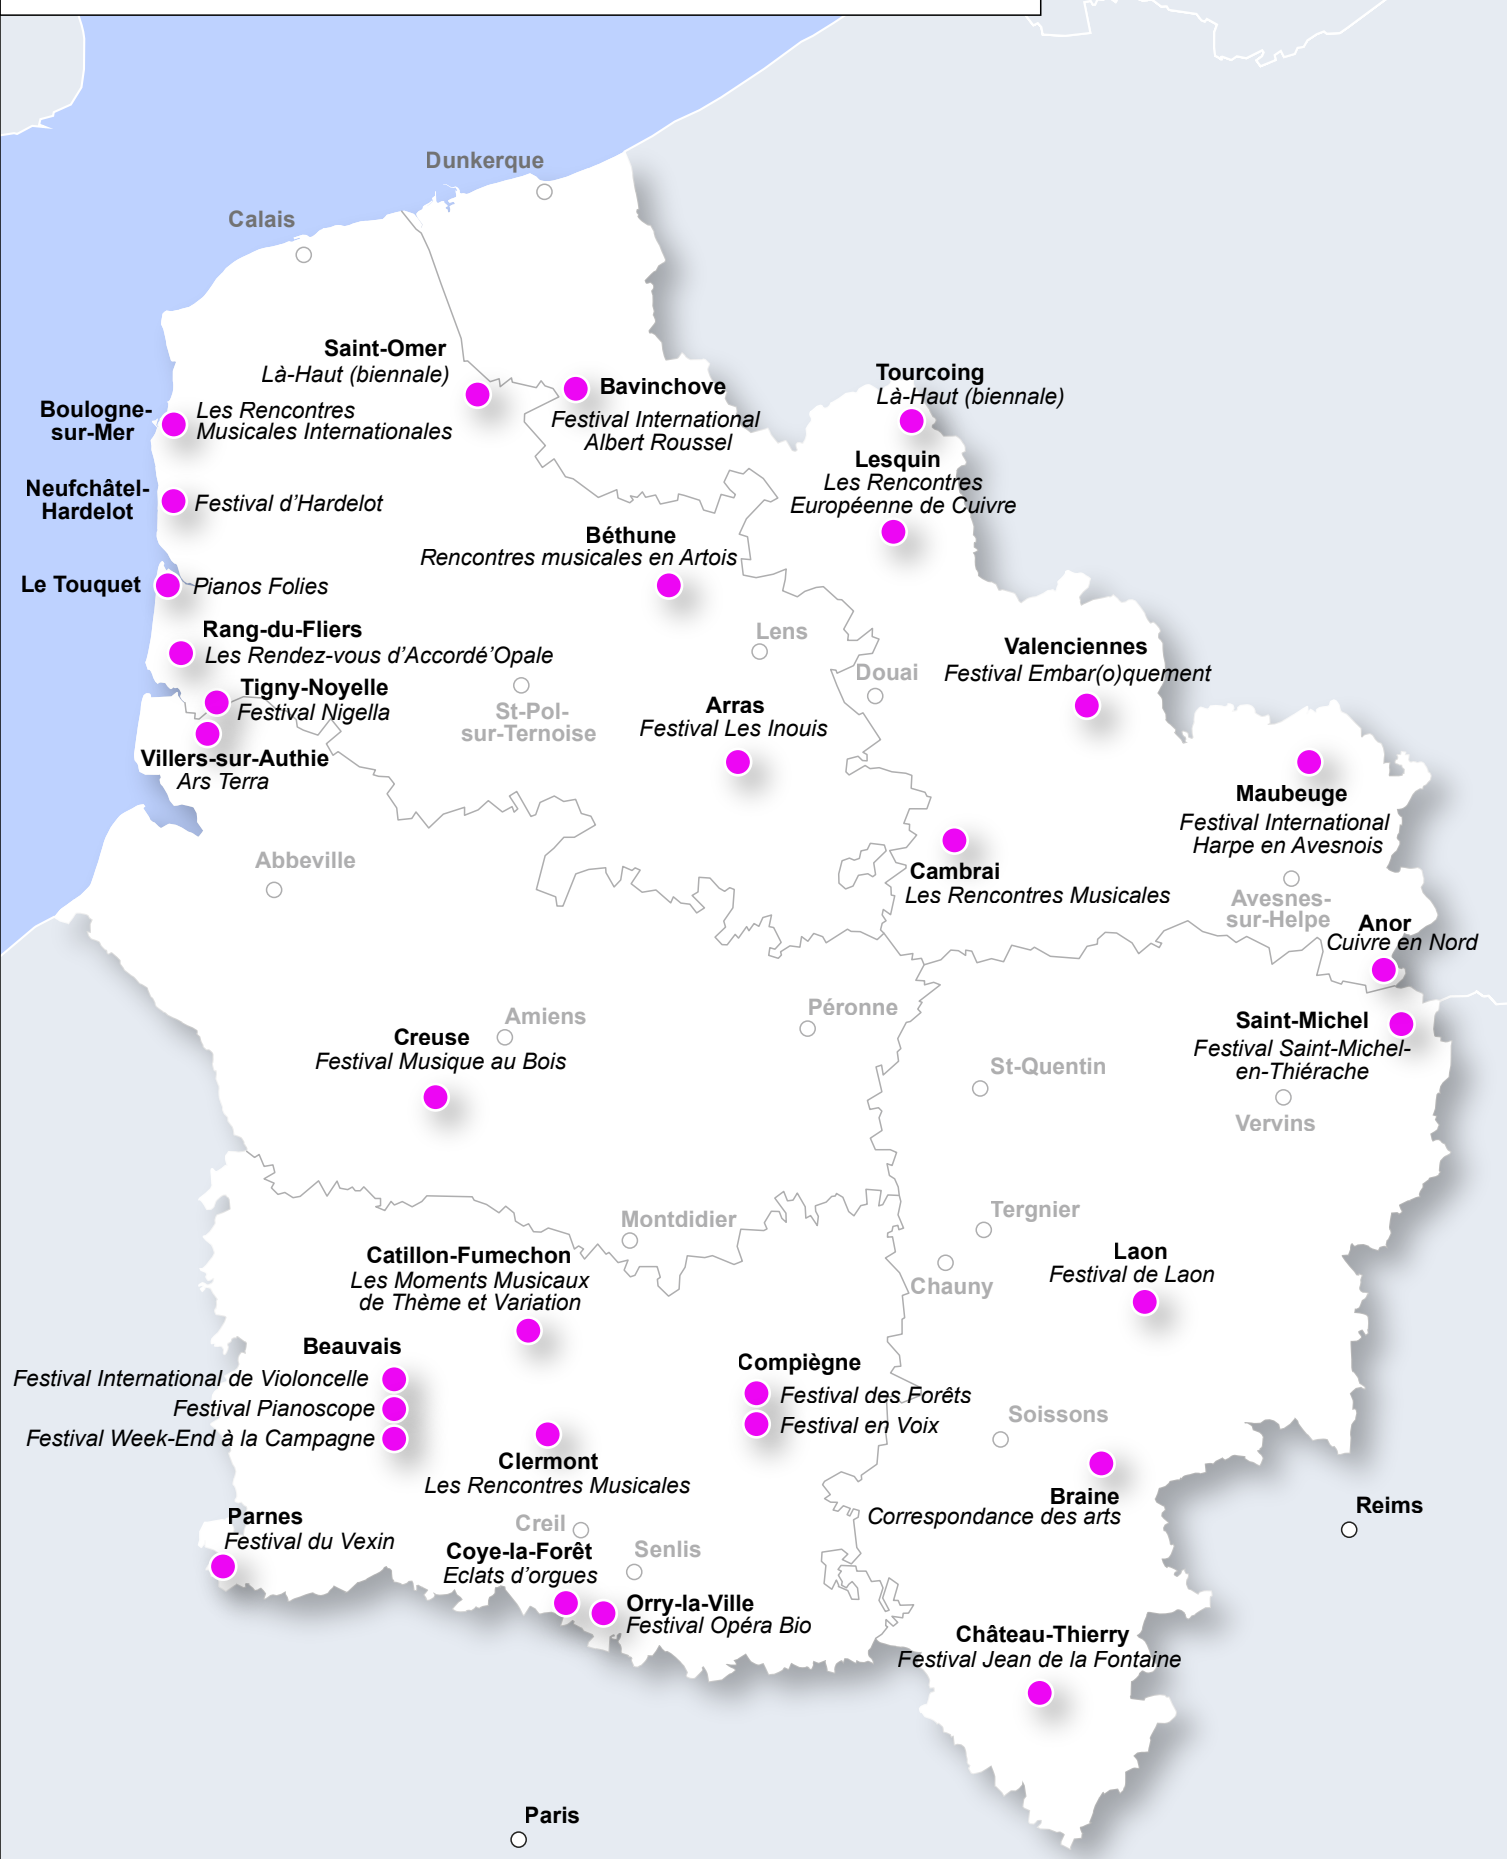 Dunkerque
Calais
Saint-Omer
Là-Haut (biennale)
Bavinchove
Festival International
Albert Roussel
Tourcoing
Là-Haut (biennale)
Boulogne-
sur-Mer
Les Rencontres
Musicales Internationales
Lesquin
Les Rencontres
Européenne de Cuivre
Neufchâtel-
Hardelot
Festival d’Hardelot
Béthune
Rencontres musicales en Artois
Le Touquet
Pianos Folies
Rang-du-Fliers
Les Rendez-vous d’Accordé’Opale
Lens
Douai
Valenciennes
Festival Embar(o)quement
Tigny-Noyelle
Festival Nigella
St-Pol-
sur-Ternoise
Arras
Festival Les Inouis
Villers-sur-Authie
Ars Terra
Maubeuge
Festival International
Harpe en Avesnois
Abbeville
Cambrai
Les Rencontres Musicales
Avesnes-
sur-Helpe
Anor
Cuivre en Nord
Amiens
Péronne
Creuse
Festival Musique au Bois
Saint-Michel
Festival Saint-Michel-
en-Thiérache
St-Quentin
Vervins
Montdidier
Tergnier
Chauny
Catillon-Fumechon
Les Moments Musicaux
de Thème et Variation
Laon
Festival de Laon
Beauvais
Festival International de Violoncelle
Festival Pianoscope
Festival Week-End à la Campagne
Compiègne
Festival des Forêts
Festival en Voix
Soissons
Clermont
Les Rencontres Musicales
Braine
Correspondance des arts
Reims
Parnes
Festival du Vexin
Creil
Senlis
Coye-la-Forêt
Eclats d’orgues
Orry-la-Ville
Festival Opéra Bio
Château-Thierry
Festival Jean de la Fontaine
Paris